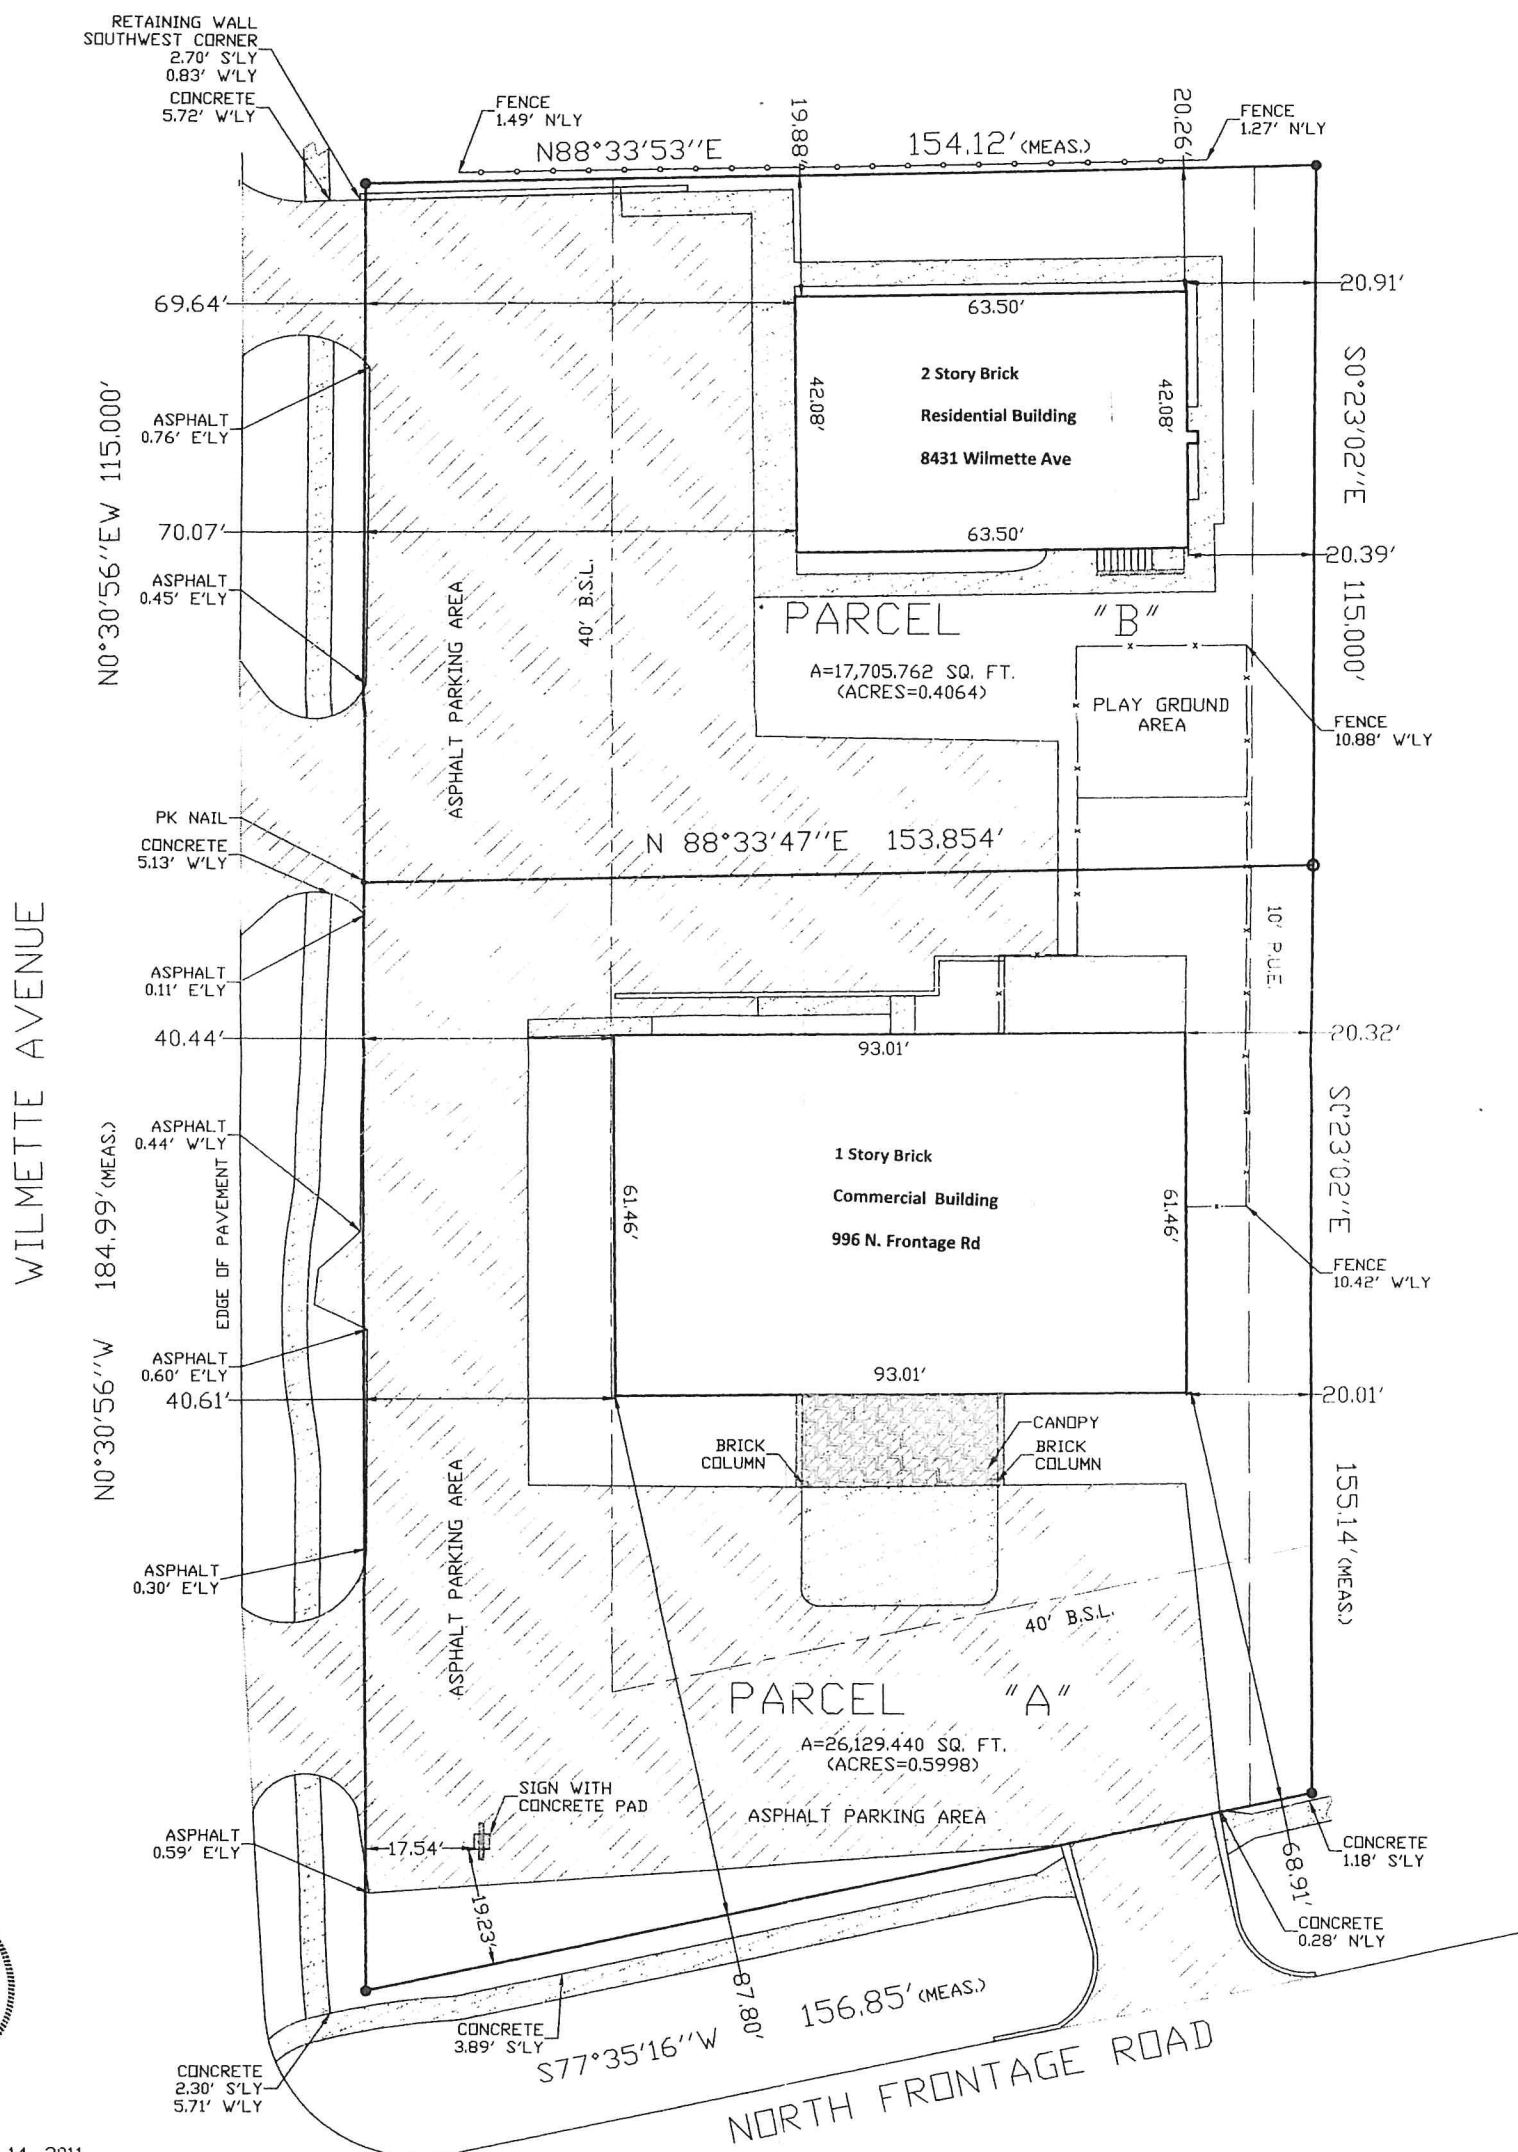 RETAINING WALL
SOUTHWEST CORNER
2.70' S'LY
0.83' W'LY
CONCRETE
5.72' W'LY
FENCE
1.49' N'LY
N88°33'53"E
19.88'
154.12' (MEAS.)
20.26'
FENCE
1.27' N'LY
69.64'
63.50'
20.91'
2 Story Brick
Residential Building
8431 Wilmette Ave
42.08'
42.08'
S0°23'02"E
115.000'
N0°30'56"EW 115.000'
ASPHALT
0.76' E'LY
70.07'
63.50'
20.39'
ASPHALT
0.45' E'LY
ASPHALT PARKING AREA
40' B.S.L.
PARCEL "B"
A=17,705.762 SQ. FT.
(ACRES=0.4064)
PLAY GROUND
AREA
FENCE
10.88' W'LY
PK NAIL
CONCRETE
5.13' W'LY
N 88°33'47"E 153.854'
10' P.U.E.
WILMETTE AVENUE
ASPHALT
0.11' E'LY
40.44'
93.01'
20.32'
ASPHALT
0.44' W'LY
EDGE OF PAVEMENT
N0°30'56"W 184.99' (MEAS.)
61.46'
1 Story Brick
Commercial Building
996 N. Frontage Rd
61.46'
S0°23'02"E
155.14' (MEAS.)
FENCE
10.42' W'LY
ASPHALT
0.60' E'LY
40.61'
93.01'
20.01'
BRICK
COLUMN
CANOPY
BRICK
COLUMN
ASPHALT PARKING AREA
ASPHALT
0.30' E'LY
40' B.S.L.
PARCEL "A"
A=26,129.440 SQ. FT.
(ACRES=0.5998)
SIGN WITH
CONCRETE PAD
ASPHALT PARKING AREA
ASPHALT
0.59' E'LY
17.54'
19.23'
68.91'
CONCRETE
1.18' S'LY
CONCRETE
0.28' N'LY
87.80'
CONCRETE
3.89' S'LY
S77°35'16"W 156.85' (MEAS.)
CONCRETE
2.30' S'LY
5.71' W'LY
NORTH FRONTAGE ROAD